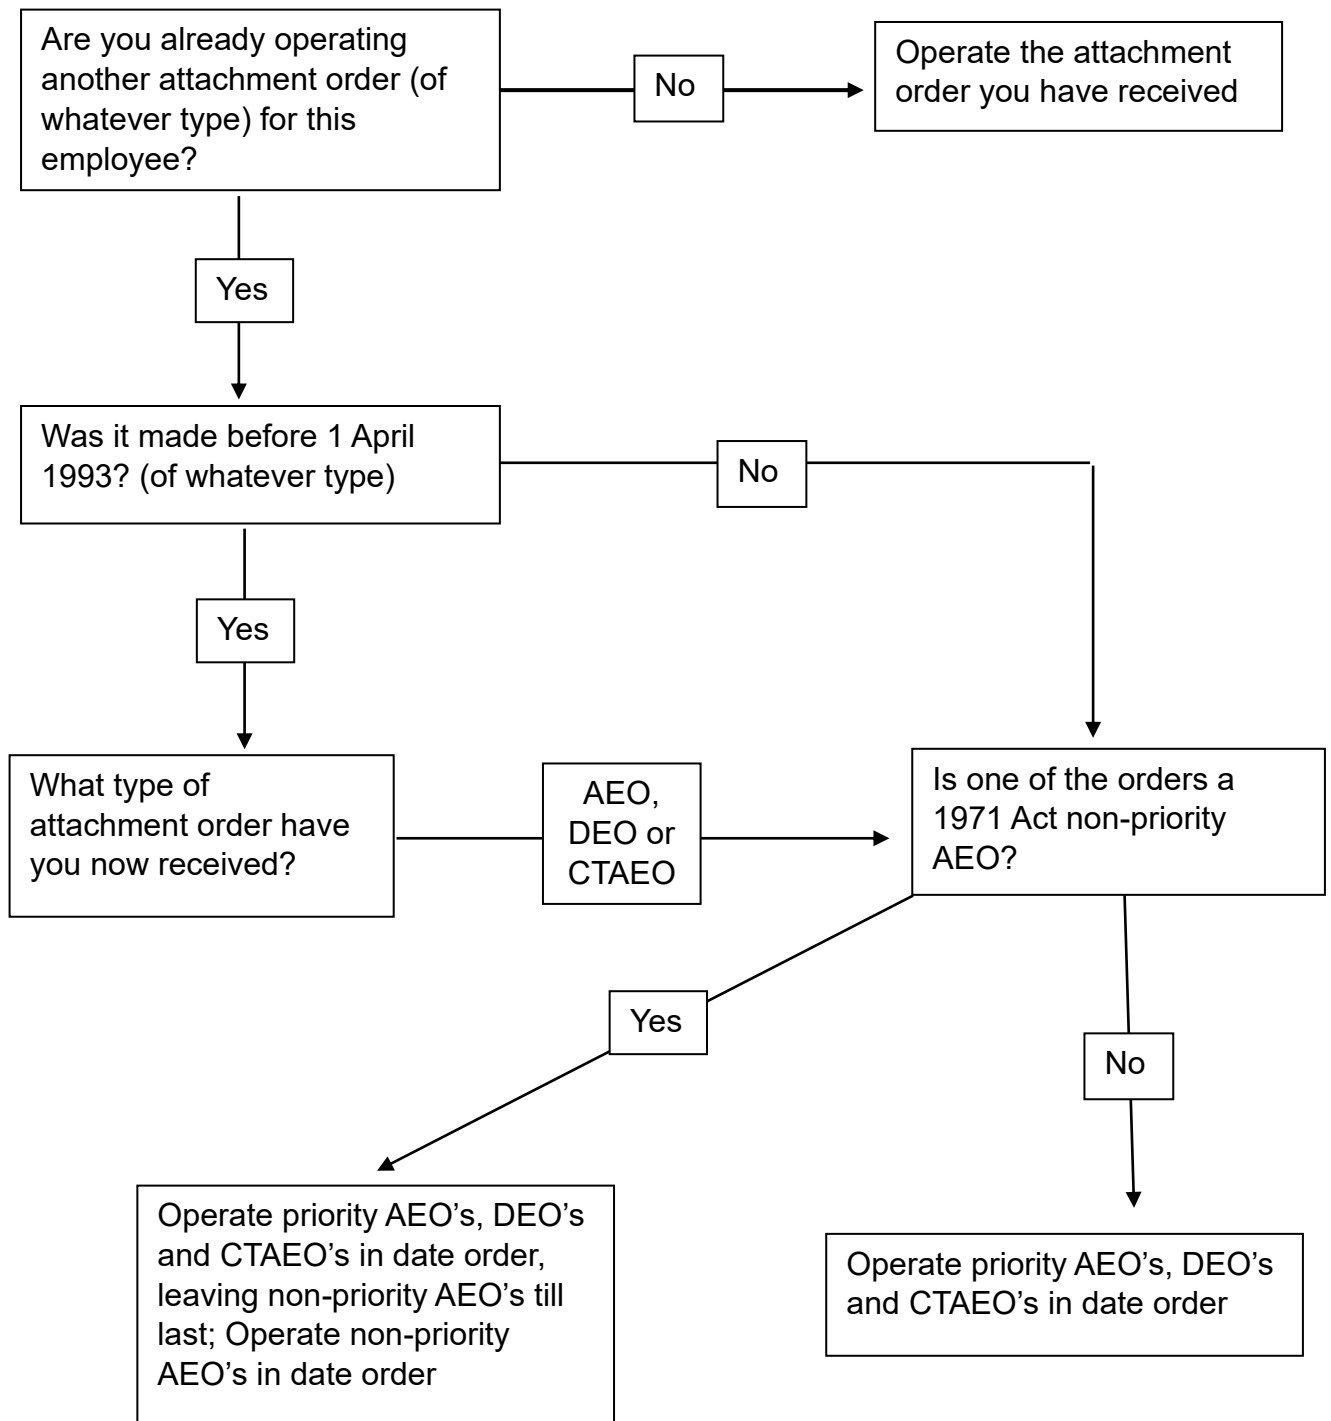 Are you already operating
another attachment order (of
whatever type) for this
employee?
No
Operate the attachment
order you have received
Yes
Was it made before 1 April
1993? (of whatever type)
No
Yes
What type of
attachment order have
you now received?
AEO,
DEO or
CTAEO
Is one of the orders a
1971 Act non-priority
AEO?
Yes
No
Operate priority AEO’s, DEO’s
and CTAEO’s in date order,
leaving non-priority AEO’s till
last; Operate non-priority
AEO’s in date order
Operate priority AEO’s, DEO’s
and CTAEO’s in date order